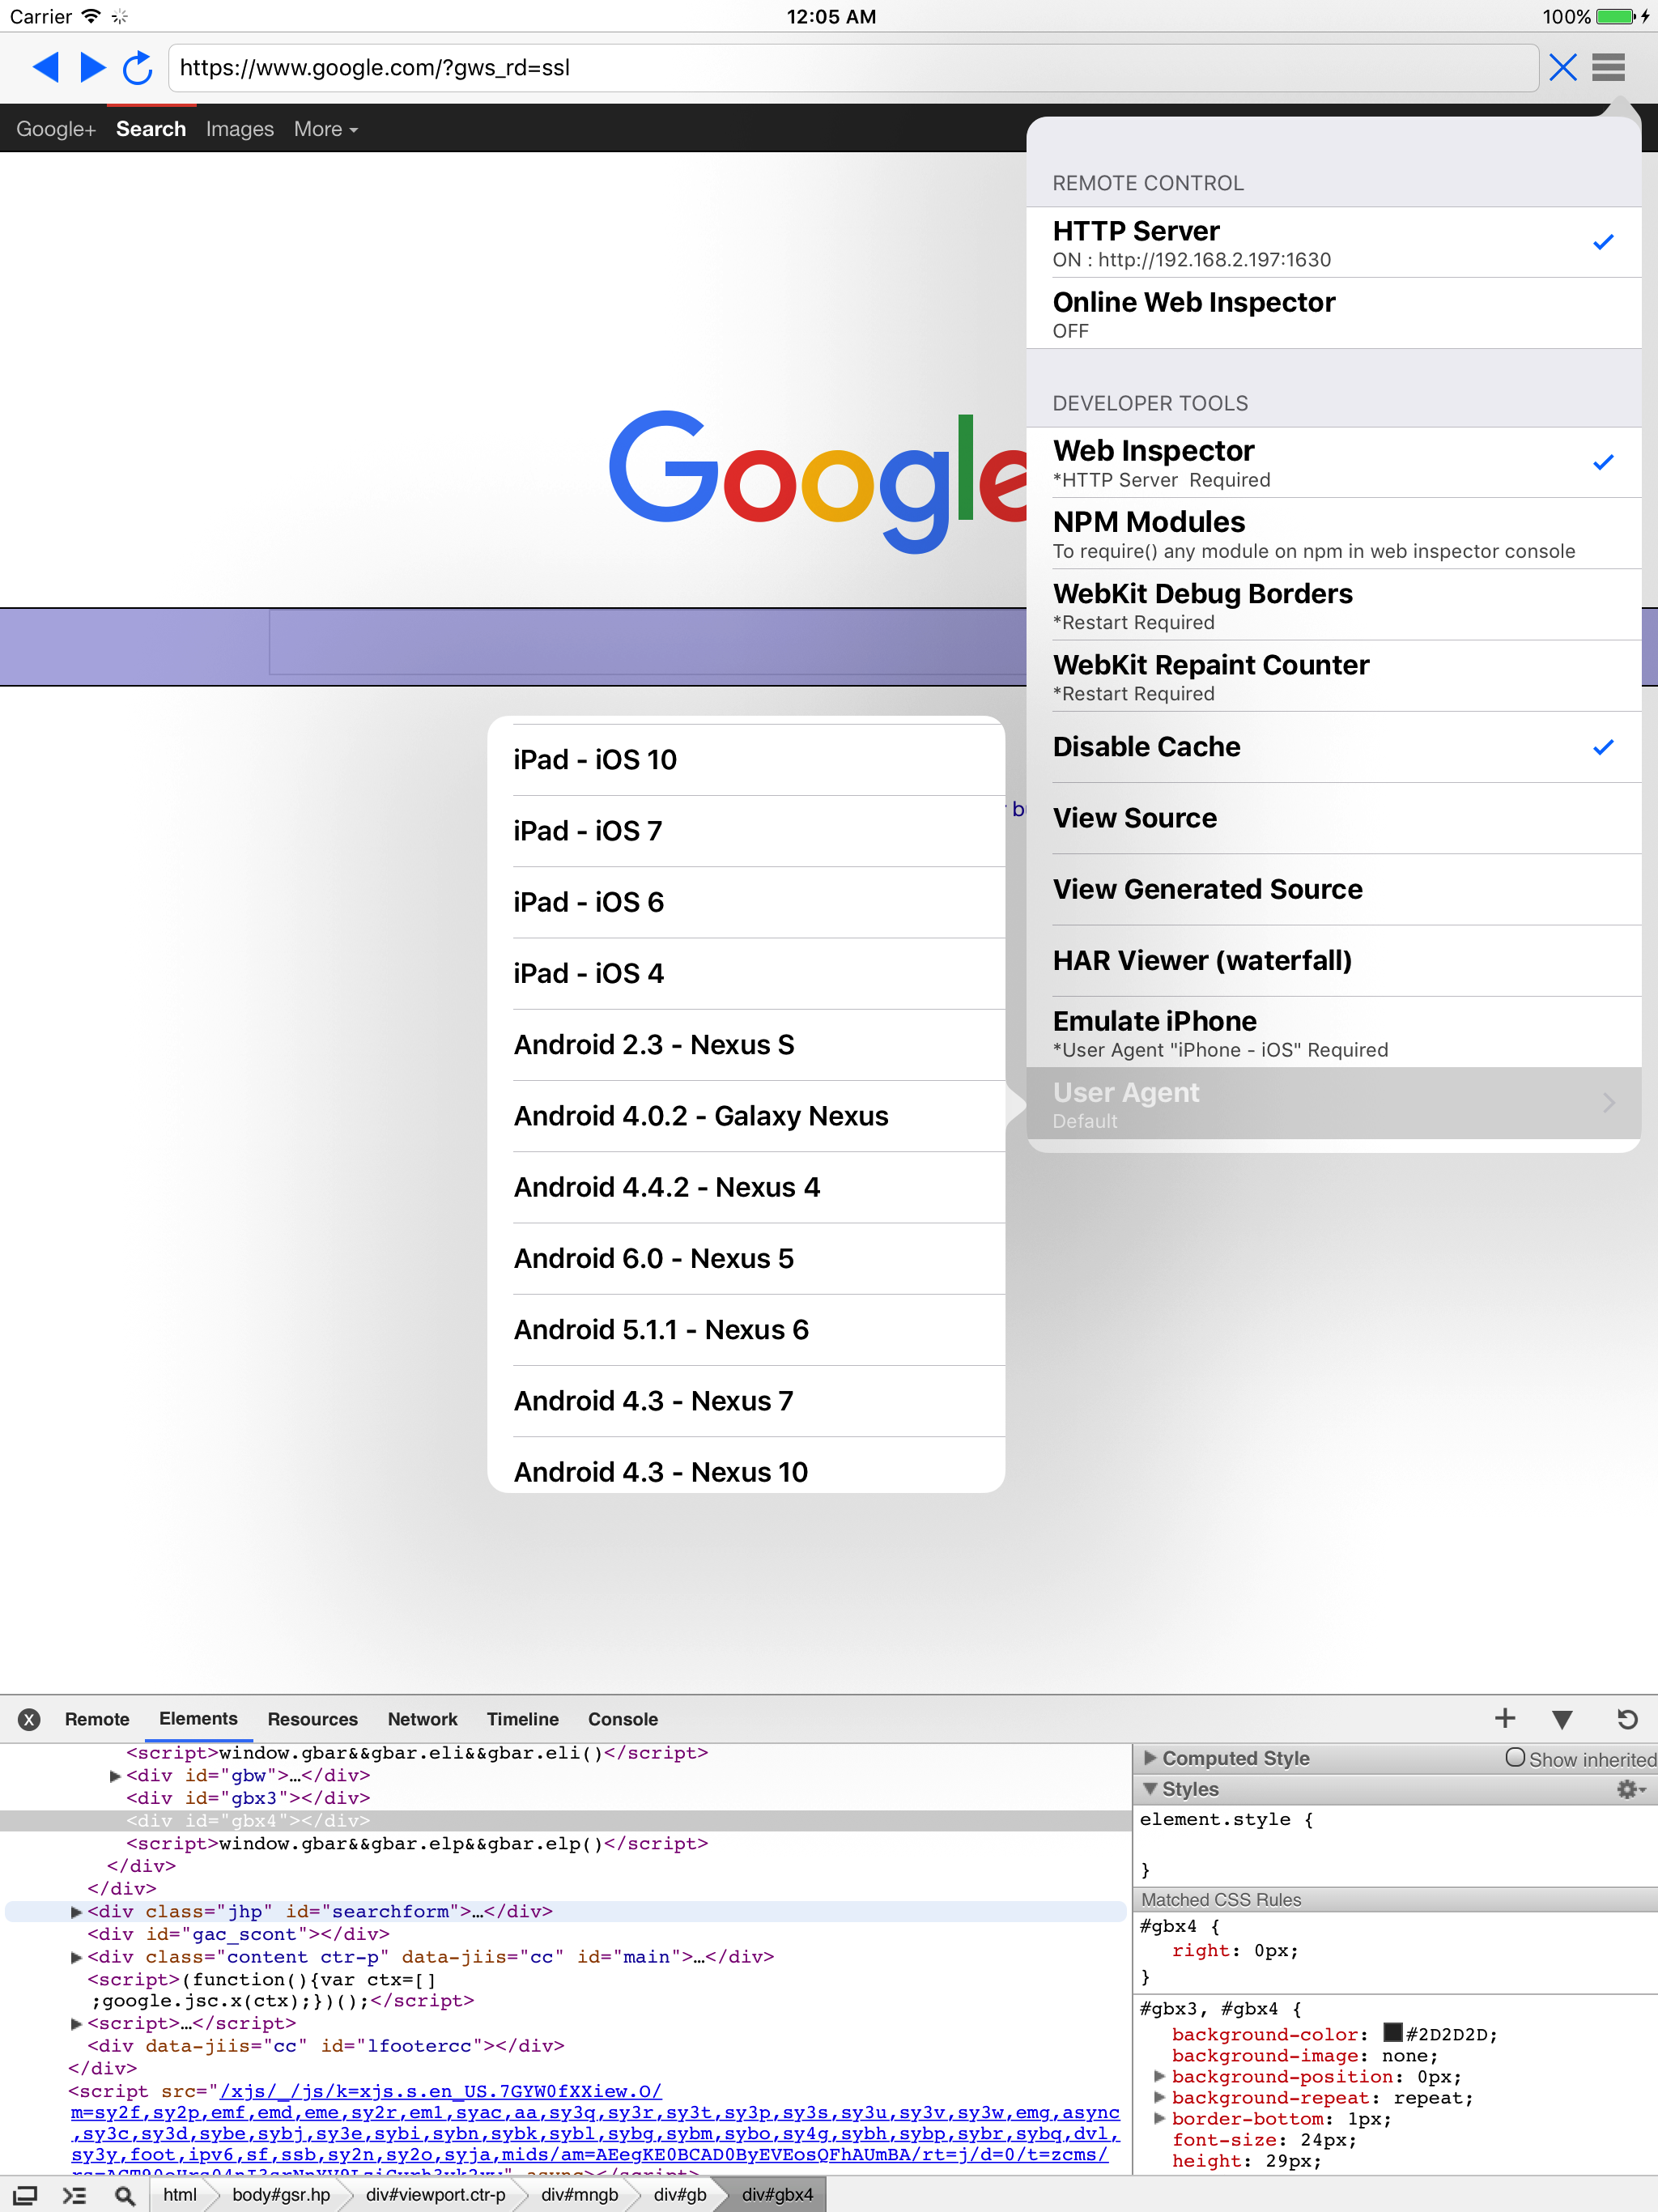 Carrier
12:05 AM
100%
https://www.google.com/?gws_rd=ssl
Google+ Search Images More
Google
REMOTE CONTROL
HTTP Server
ON : http://192.168.2.197:1630
Online Web Inspector
OFF
DEVELOPER TOOLS
Web Inspector
*HTTP Server Required
NPM Modules
To require() any module on npm in web inspector console
WebKit Debug Borders
*Restart Required
WebKit Repaint Counter
*Restart Required
Disable Cache
View Source
View Generated Source
HAR Viewer (waterfall)
Emulate iPhone
*User Agent "iPhone - iOS" Required
User Agent
Default
iPad - iOS 10
iPad - iOS 7
iPad - iOS 6
iPad - iOS 4
Android 2.3 - Nexus S
Android 4.0.2 - Galaxy Nexus
Android 4.4.2 - Nexus 4
Android 6.0 - Nexus 5
Android 5.1.1 - Nexus 6
Android 4.3 - Nexus 7
Android 4.3 - Nexus 10
X Remote Elements Resources Network Timeline Console
<script>window.gbar&&gbar.eli&&gbar.eli()</script>
<div id="gbw">…</div>
<div id="gbx3"></div>
<div id="gbx4"></div>
<script>window.gbar&&gbar.elp&&gbar.elp()</script>
</div>
</div>
<div class="jhp" id="searchform">…</div>
<div id="gac_scont"></div>
<div class="content ctr-p" data-jiis="cc" id="main">…</div>
<script>(function(){var ctx=[]
;google.jsc.x(ctx);})();</script>
<script>…</script>
<div data-jiis="cc" id="lfootercc"></div>
</div>
<script src="/xjs/_/js/k=xjs.s.en_US.7GYW0fXXiew.O/
m=sy2f,sy2p,emf,emd,eme,sy2r,em1,syac,aa,sy3q,sy3r,sy3t,sy3p,sy3s,sy3u,sy3v,sy3w,emg,async
,sy3c,sy3d,sybe,sybj,sy3e,sybi,sybn,sybk,sybl,sybg,sybm,sybo,sy4g,sybh,sybp,sybr,sybq,dvl,
sy3y,foot,ipv6,sf,ssb,sy2n,sy2o,syja,mids/am=AEegKE0BCAD0ByEVEosQFhAUmBA/rt=j/d=0/t=zcms/
Computed Style
Show inherited
Styles
element.style {
}
Matched CSS Rules
#gbx4 {
right: 0px;
}
#gbx3, #gbx4 {
background-color: #2D2D2D;
background-image: none;
background-position: 0px;
background-repeat: repeat;
border-bottom: 1px;
font-size: 24px;
height: 29px;
html body#gsr.hp div#viewport.ctr-p div#mngb div#gb div#gbx4